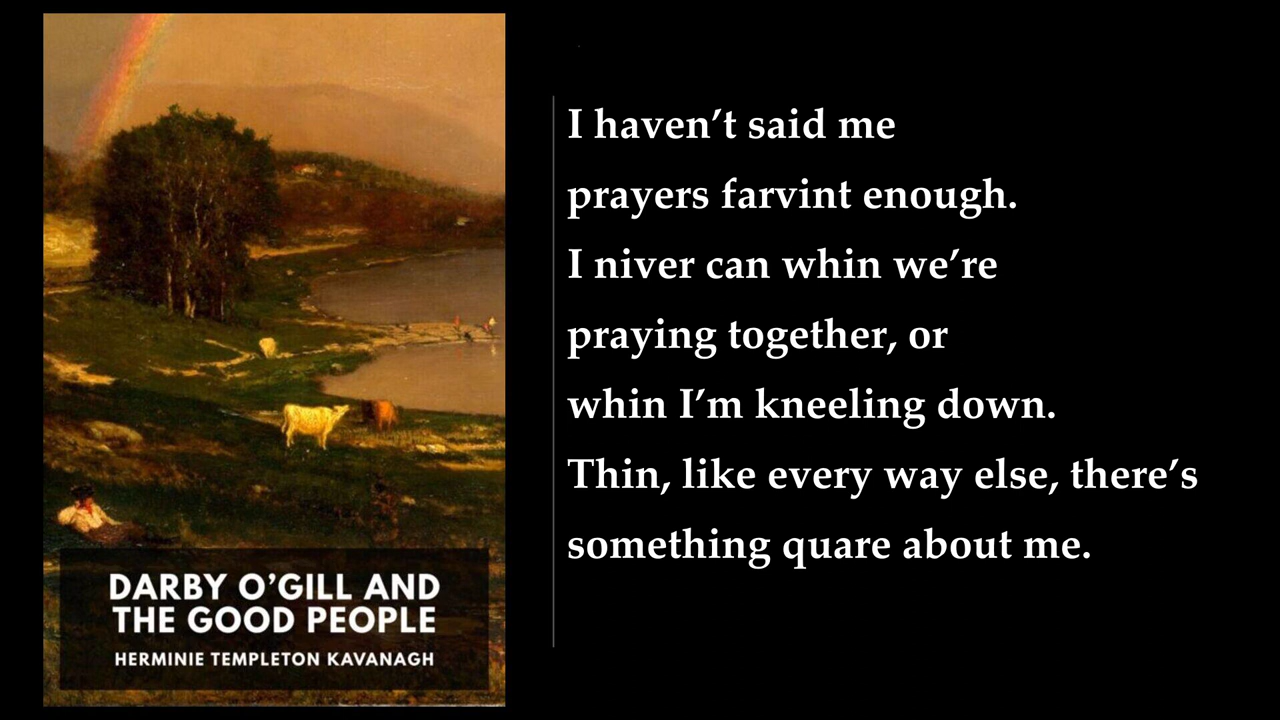 DARBY O’GILL AND
THE GOOD PEOPLE
HERMINIE TEMPLETON KAVANAGH
I haven’t said me
prayers farvint enough.
I niver can whin we’re
praying together, or
whin I’m kneeling down.
Thin, like every way else, there’s
something quare about me.